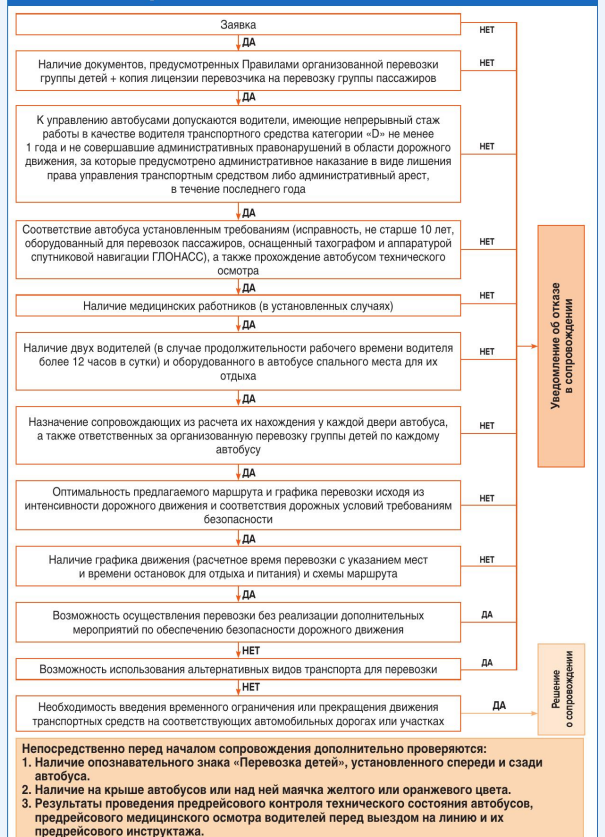 Заявка
НЕТ
ДА
Наличие документов, предусмотренных Правилами организованной перевозки
группы детей + копия лицензии перевозчика на перевозку группы пассажиров
НЕТ
ДА
К управлению автобусами допускаются водители, имеющие непрерывный стаж
работы в качестве водителя транспортного средства категории «D» не менее
1 года и не совершавшие административных правонарушений в области дорожного
движения, за которые предусмотрено административное наказание в виде лишения
права управления транспортным средством либо административный арест,
в течение последнего года
НЕТ
ДА
Соответствие автобуса установленным требованиям (исправность, не старше 10 лет,
оборудованный для перевозок пассажиров, оснащенный тахографом и аппаратурой
спутниковой навигации ГЛОНАСС), а также прохождение автобусом технического
осмотра
НЕТ
ДА
Наличие медицинских работников (в установленных случаях)
НЕТ
ДА
Наличие двух водителей (в случае продолжительности рабочего времени водителя
более 12 часов в сутки) и оборудованного в автобусе спального места для их
отдыха
НЕТ
ДА
Назначение сопровождающих из расчета их нахождения у каждой двери автобуса,
а также ответственных за организованную перевозку группы детей по каждому
автобусу
НЕТ
ДА
Оптимальность предлагаемого маршрута и графика перевозки исходя из
интенсивности дорожного движения и соответствия дорожных условий требованиям
безопасности
НЕТ
ДА
Наличие графика движения (расчетное время перевозки с указанием мест
и времени остановок для отдыха и питания) и схемы маршрута
НЕТ
ДА
Возможность осуществления перевозки без реализации дополнительных
мероприятий по обеспечению безопасности дорожного движения
ДА
НЕТ
Возможность использования альтернативных видов транспорта для перевозки
ДА
НЕТ
Необходимость введения временного ограничения или прекращения движения
транспортных средств на соответствующих автомобильных дорогах или участках
ДА
Уведомление об отказе
в сопровождении
Решение
о сопровождении
Непосредственно перед началом сопровождения дополнительно проверяются:
1. Наличие опознавательного знака «Перевозка детей», установленного спереди и сзади
автобуса.
2. Наличие на крыше автобусов или над ней маячка желтого или оранжевого цвета.
3. Результаты проведения предрейсового контроля технического состояния автобусов,
предрейсового медицинского осмотра водителей перед выездом на линию и их
предрейсового инструктажа.